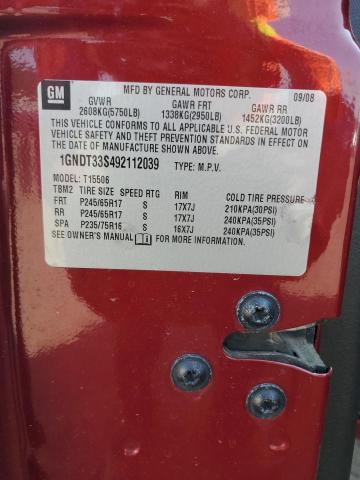 GM
MFD BY GENERAL MOTORS CORP. 09/08
GVWR GAWR FRT GAWR RR
2608KG(5750LB) 1338KG(2950LB) 1452KG(3200LB)
THIS VEHICLE CONFORMS TO ALL APPLICABLE U.S. FEDERAL MOTOR
VEHICLE SAFETY AND THEFT PREVENTION STANDARDS IN EFFECT ON
THE DATE OF MANUFACTURE SHOWN ABOVE.
1GNDT33S492112039 TYPE: M.P.V.
MODEL: T15506
TBM2 TIRE SIZE SPEED RTG RIM COLD TIRE PRESSURE
FRT P245/65R17 S 17X7J 210KPA(30PSI)
RR P245/65R17 S 17X7J 240KPA(35PSI)
SPA P235/75R16 S 16X7J 240KPA(35PSI)
SEE OWNER'S MANUAL FOR MORE INFORMATION.